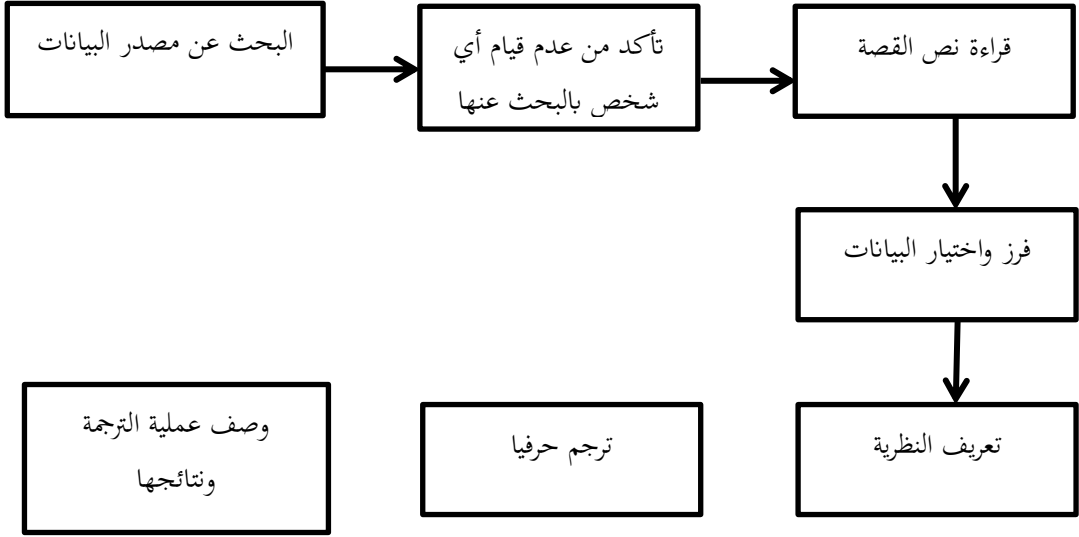 البحث عن مصدر البيانات
تأكد من عدم قيام أي
شخص بالبحث عنها
قراءة نص القصة
فرز واختيار البيانات
تعريف النظرية
ترجم حرفيا
وصف عملية الترجمة
ونتائجها